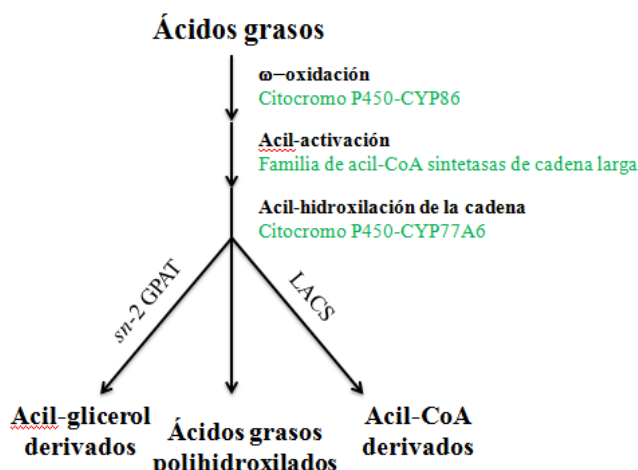 Ácidos grasos
ω−oxidación
Citocromo P450-CYP86
Acil-activación
Familia de acil-CoA sintetasas de cadena larga
Acil-hidroxilación de la cadena
Citocromo P450-CYP77A6
sn-2 GPAT
LACS
Acil-glicerol
derivados
Ácidos grasos
polihidroxilados
Acil-CoA
derivados